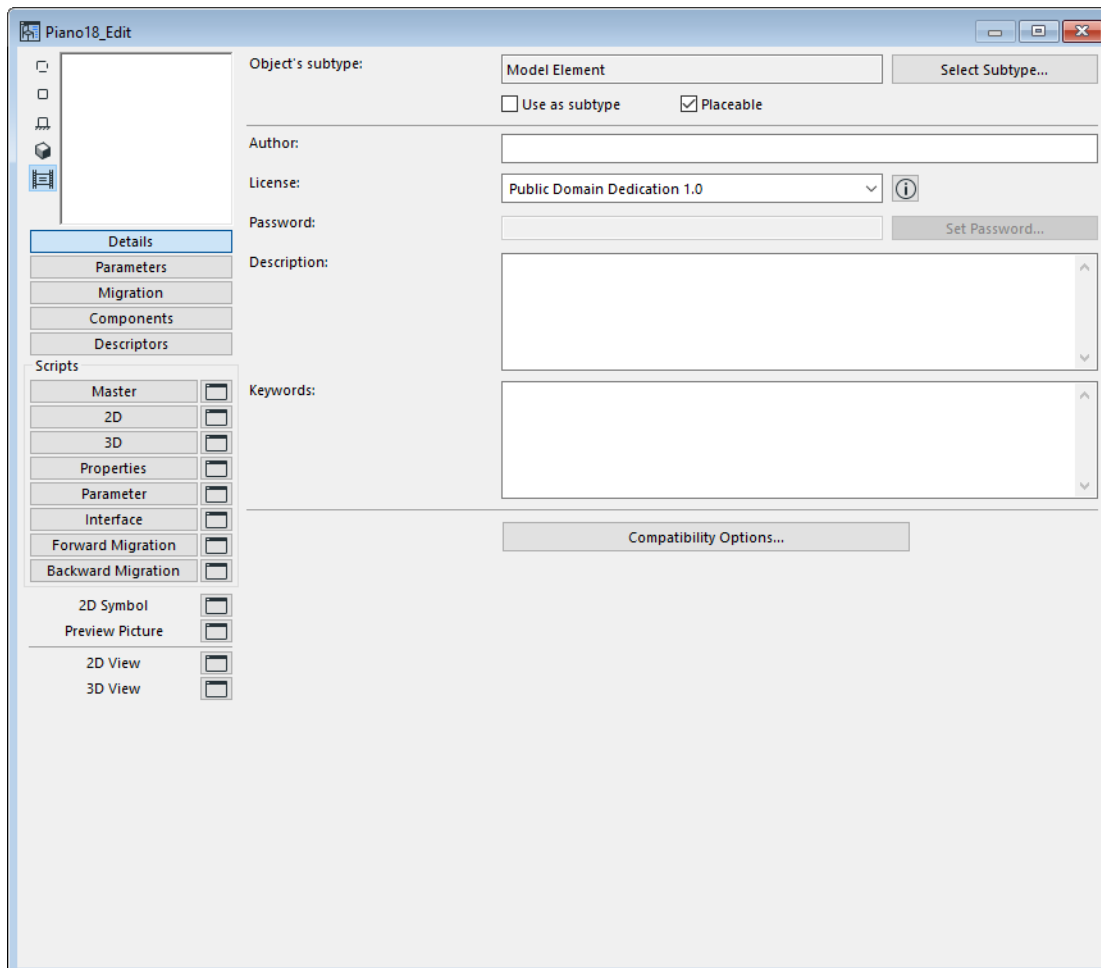 Piano18_Edit
Object's subtype:
Model Element
Select Subtype...
Use as subtype
Placeable
Author:
License:
Public Domain Dedication 1.0
Password:
Set Password...
Description:
Details
Parameters
Migration
Components
Descriptors
Scripts
Master
2D
3D
Properties
Parameter
Interface
Forward Migration
Backward Migration
Keywords:
Compatibility Options...
2D Symbol
Preview Picture
2D View
3D View